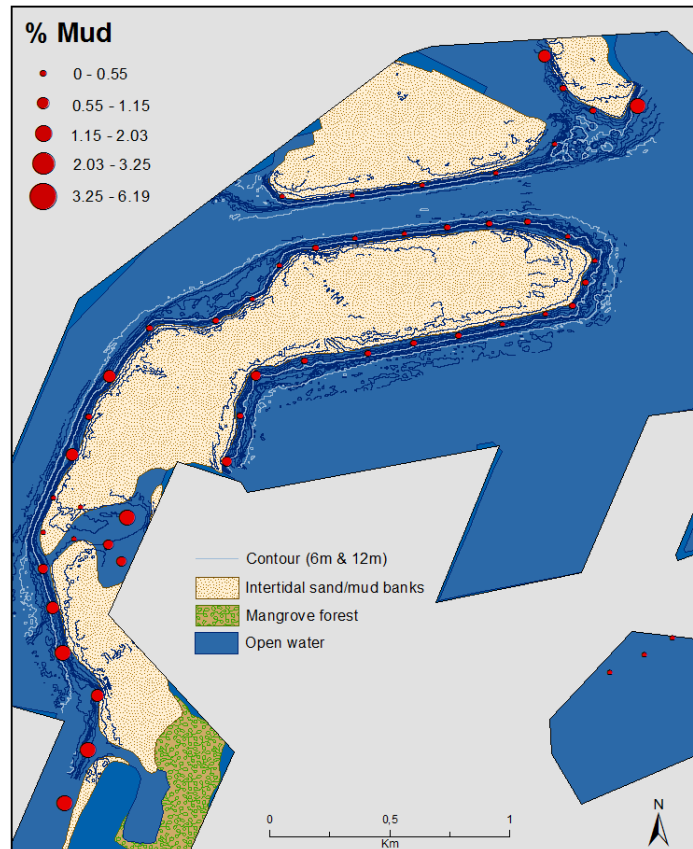 % Mud
0 - 0.55
0.55 - 1.15
1.15 - 2.03
2.03 - 3.25
3.25 - 6.19
Contour (6m & 12m)
Intertidal sand/mud banks
Mangrove forest
Open water
N
0 0,5 1
Km